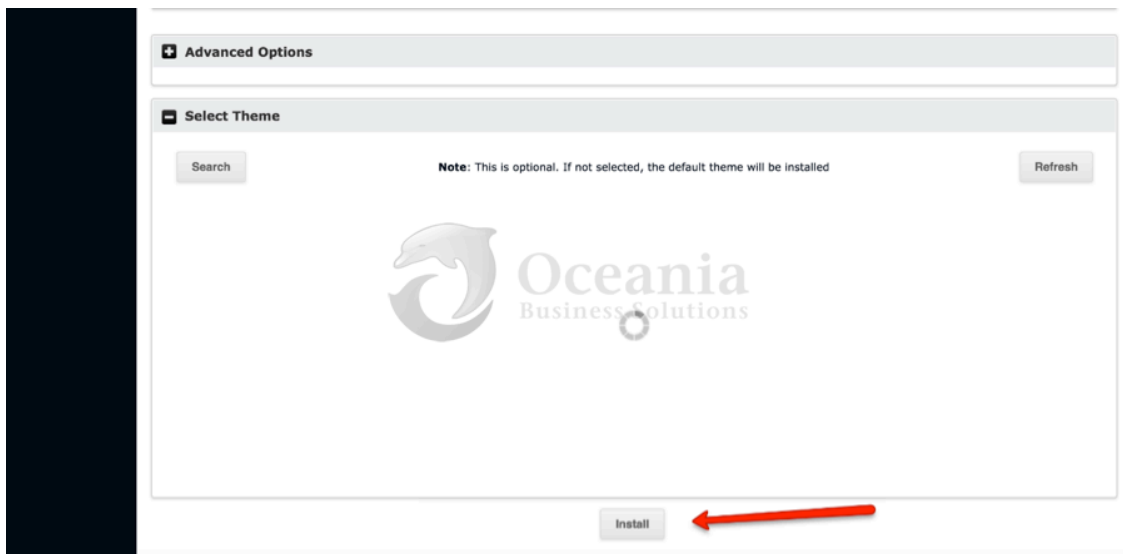 Advanced Options
Select Theme
Search
Note: This is optional. If not selected, the default theme will be installed
Refresh
Oceania
Business Solutions
Install